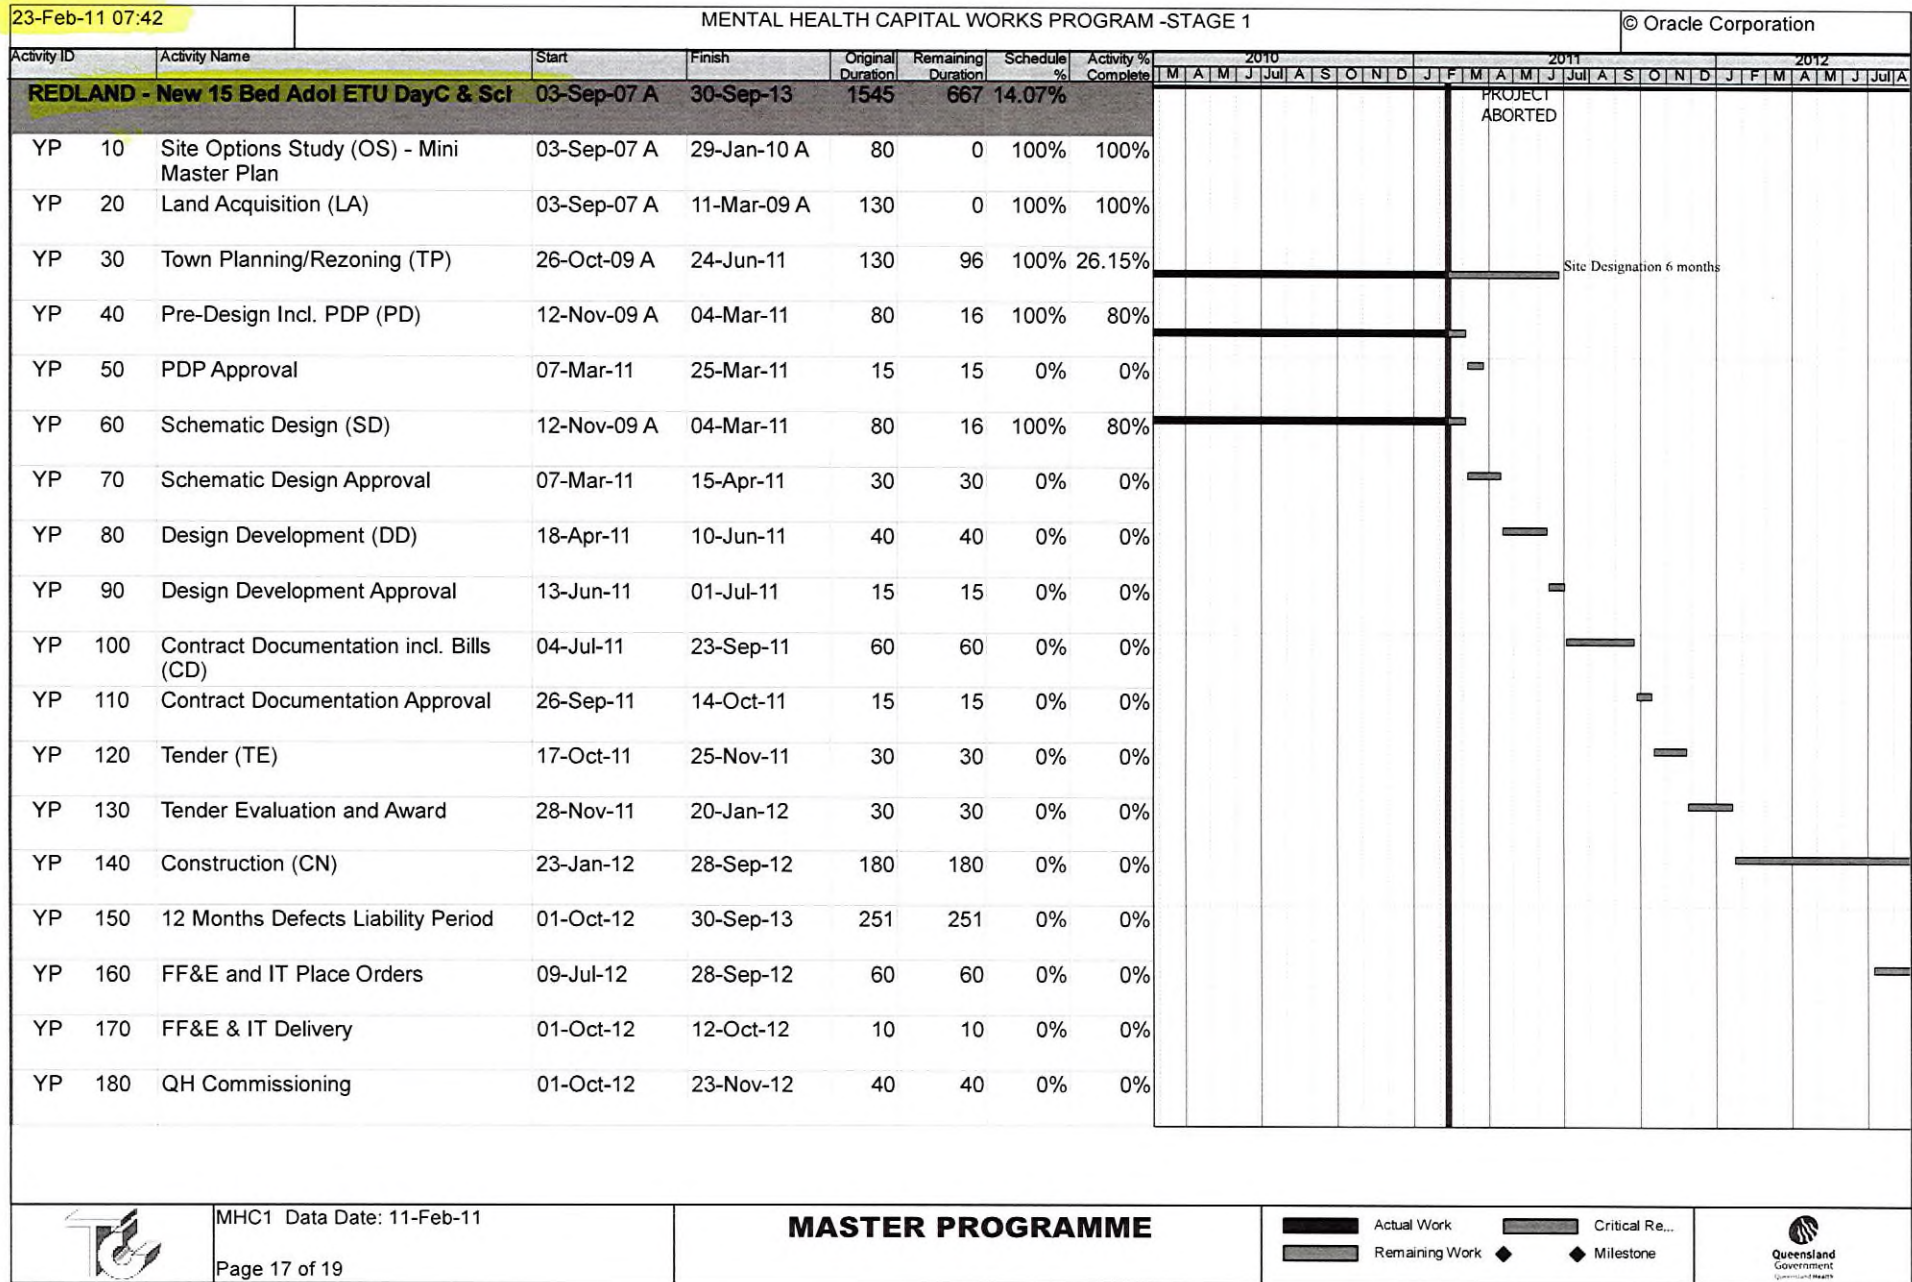 23-Feb-11 07:42
MENTAL HEALTH CAPITAL WORKS PROGRAM -STAGE 1
© Oracle Corporation
Activity ID Activity Name Start Finish Original Duration Remaining Duration Schedule % Activity % Complete
2010 2011 2012
M A M J Jul A S O N D J F M A M J Jul A S O N D J F M A M J Jul A
REDLAND - New 15 Bed Adol ETU DayC & Scl 03-Sep-07 A 30-Sep-13 1545 667 14.07%
PROJECT
ABORTED
YP 10 Site Options Study (OS) - Mini Master Plan 03-Sep-07 A 29-Jan-10 A 80 0 100% 100%
YP 20 Land Acquisition (LA) 03-Sep-07 A 11-Mar-09 A 130 0 100% 100%
YP 30 Town Planning/Rezoning (TP) 26-Oct-09 A 24-Jun-11 130 96 100% 26.15%
Site Designation 6 months
YP 40 Pre-Design Incl. PDP (PD) 12-Nov-09 A 04-Mar-11 80 16 100% 80%
YP 50 PDP Approval 07-Mar-11 25-Mar-11 15 15 0% 0%
YP 60 Schematic Design (SD) 12-Nov-09 A 04-Mar-11 80 16 100% 80%
YP 70 Schematic Design Approval 07-Mar-11 15-Apr-11 30 30 0% 0%
YP 80 Design Development (DD) 18-Apr-11 10-Jun-11 40 40 0% 0%
YP 90 Design Development Approval 13-Jun-11 01-Jul-11 15 15 0% 0%
YP 100 Contract Documentation incl. Bills (CD) 04-Jul-11 23-Sep-11 60 60 0% 0%
YP 110 Contract Documentation Approval 26-Sep-11 14-Oct-11 15 15 0% 0%
YP 120 Tender (TE) 17-Oct-11 25-Nov-11 30 30 0% 0%
YP 130 Tender Evaluation and Award 28-Nov-11 20-Jan-12 30 30 0% 0%
YP 140 Construction (CN) 23-Jan-12 28-Sep-12 180 180 0% 0%
YP 150 12 Months Defects Liability Period 01-Oct-12 30-Sep-13 251 251 0% 0%
YP 160 FF&E and IT Place Orders 09-Jul-12 28-Sep-12 60 60 0% 0%
YP 170 FF&E & IT Delivery 01-Oct-12 12-Oct-12 10 10 0% 0%
YP 180 QH Commissioning 01-Oct-12 23-Nov-12 40 40 0% 0%
MHC1 Data Date: 11-Feb-11
Page 17 of 19
MASTER PROGRAMME
Actual Work Critical Re...
Remaining Work Milestone
Queensland
Government
Queensland Health